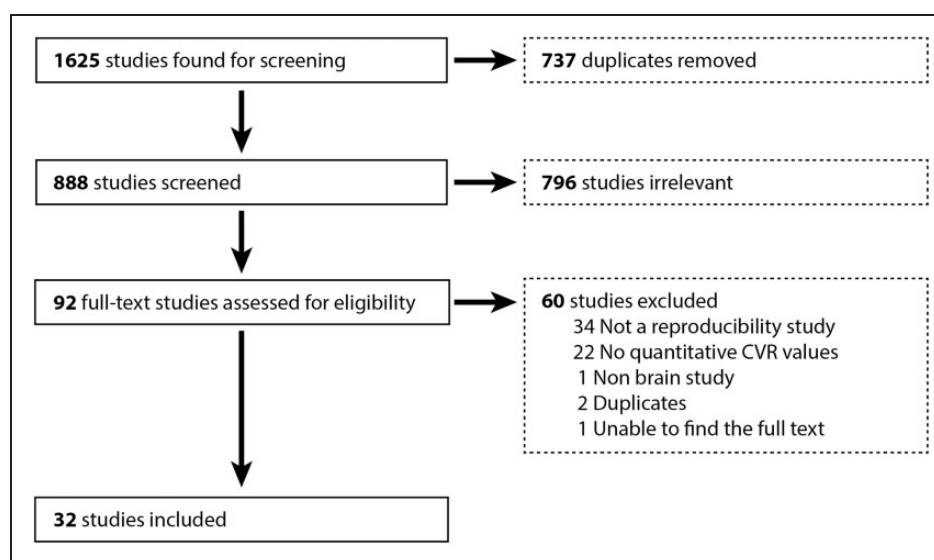 1625 studies found for screening
737 duplicates removed
888 studies screened
796 studies irrelevant
92 full-text studies assessed for eligibility
60 studies excluded
34 Not a reproducibility study
22 No quantitative CVR values
1 Non brain study
2 Duplicates
1 Unable to find the full text
32 studies included